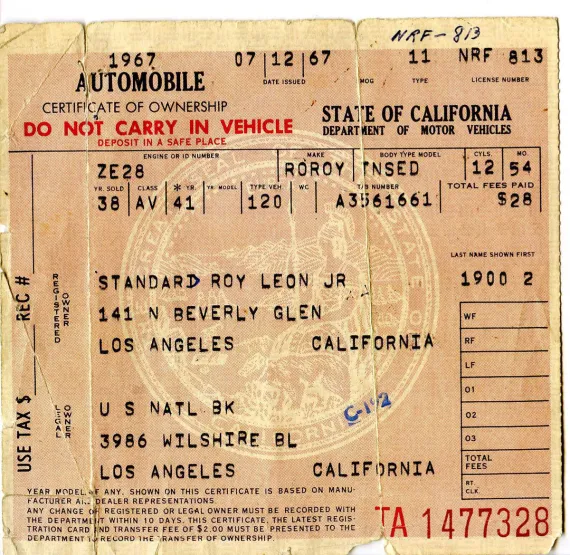 NRF-813
1967 07 12 67 11 NRF 813
AUTOMOBILE DATE ISSUED MOG TYPE LICENSE NUMBER
CERTIFICATE OF OWNERSHIP
DO NOT CARRY IN VEHICLE
DEPOSIT IN A SAFE PLACE
STATE OF CALIFORNIA
DEPARTMENT OF MOTOR VEHICLES
ENGINE OR ID NUMBER MAKE BODY TYPE MODEL CYLS. MO.
ZE28 ROROY TNSED 12 54
YR. SOLD CLASS * YR. YR. MODEL TYPE VEH WC NUMBER TOTAL FEES PAID
38 AV 41 120 A3561661 $28
LAST NAME SHOWN FIRST
REC #
REGISTERED OWNER
STANDARD ROY LEON JR 1900 2
141 N BEVERLY GLEN
LOS ANGELES CALIFORNIA
WF
RF
LF
01
02
03
TOTAL FEES
RT. CLK.
USE TAX $
LEGAL OWNER
U S NATL BK
C-192
3986 WILSHIRE BL
LOS ANGELES CALIFORNIA
YEAR MODEL, IF ANY, SHOWN ON THIS CERTIFICATE IS BASED ON MANU-
FACTURER AND DEALER REPRESENTATIONS.
ANY CHANGE OF REGISTERED OR LEGAL OWNER MUST BE RECORDED WITH
THE DEPARTMENT WITHIN 10 DAYS. THIS CERTIFICATE, THE LATEST REGIS-
TRATION CARD AND TRANSFER FEE OF $2.00 MUST BE PRESENTED TO THE
DEPARTMENT TO RECORD THE TRANSFER OF OWNERSHIP.
TA 1477328